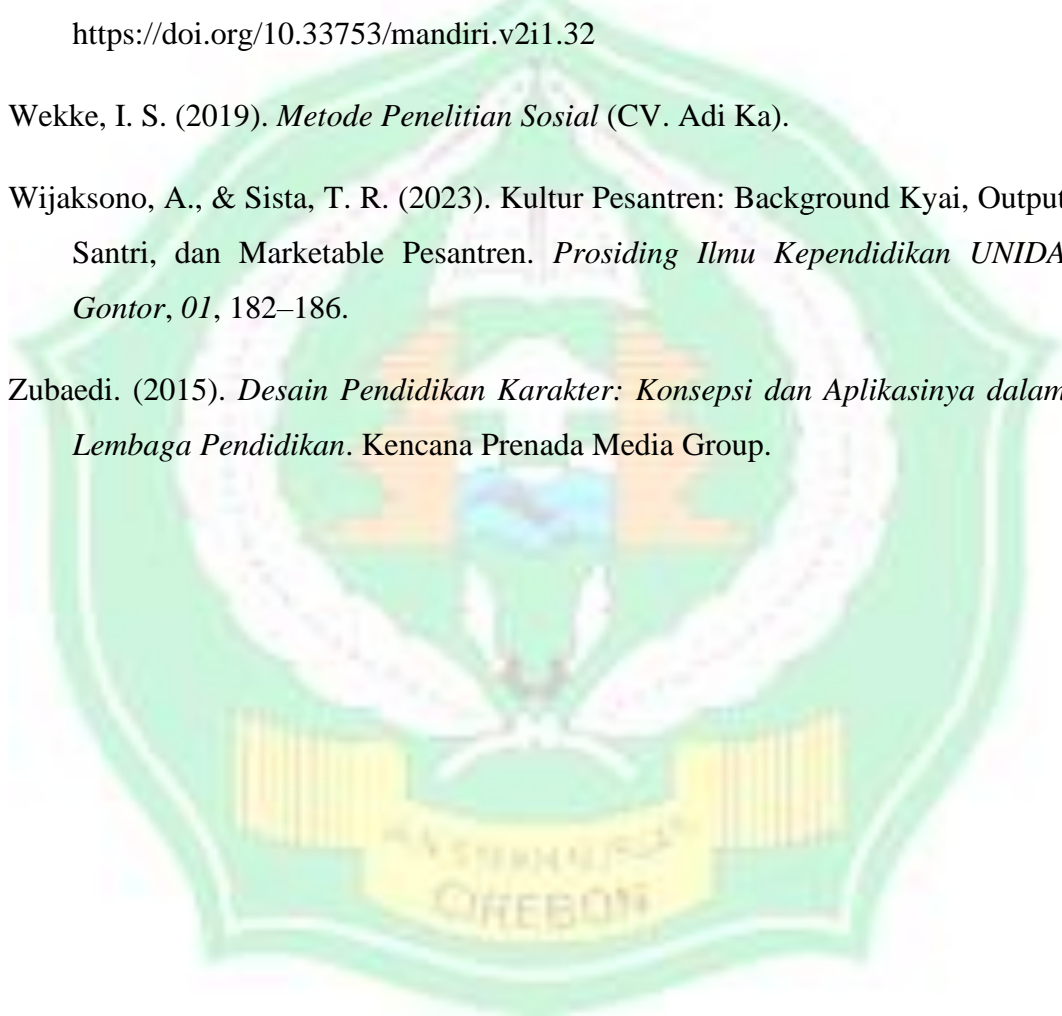 https://doi.org/10.33753/mandiri.v2i1.32
Wekke, I. S. (2019). Metode Penelitian Sosial (CV. Adi Ka).
Wijaksono, A., & Sista, T. R. (2023). Kultur Pesantren: Background Kyai, Output
Santri, dan Marketable Pesantren. Prosiding Ilmu Kependidikan UNIDA
Gontor, 01, 182–186.
Zubaedi. (2015). Desain Pendidikan Karakter: Konsepsi dan Aplikasinya dalam
Lembaga Pendidikan. Kencana Prenada Media Group.
CIREBON